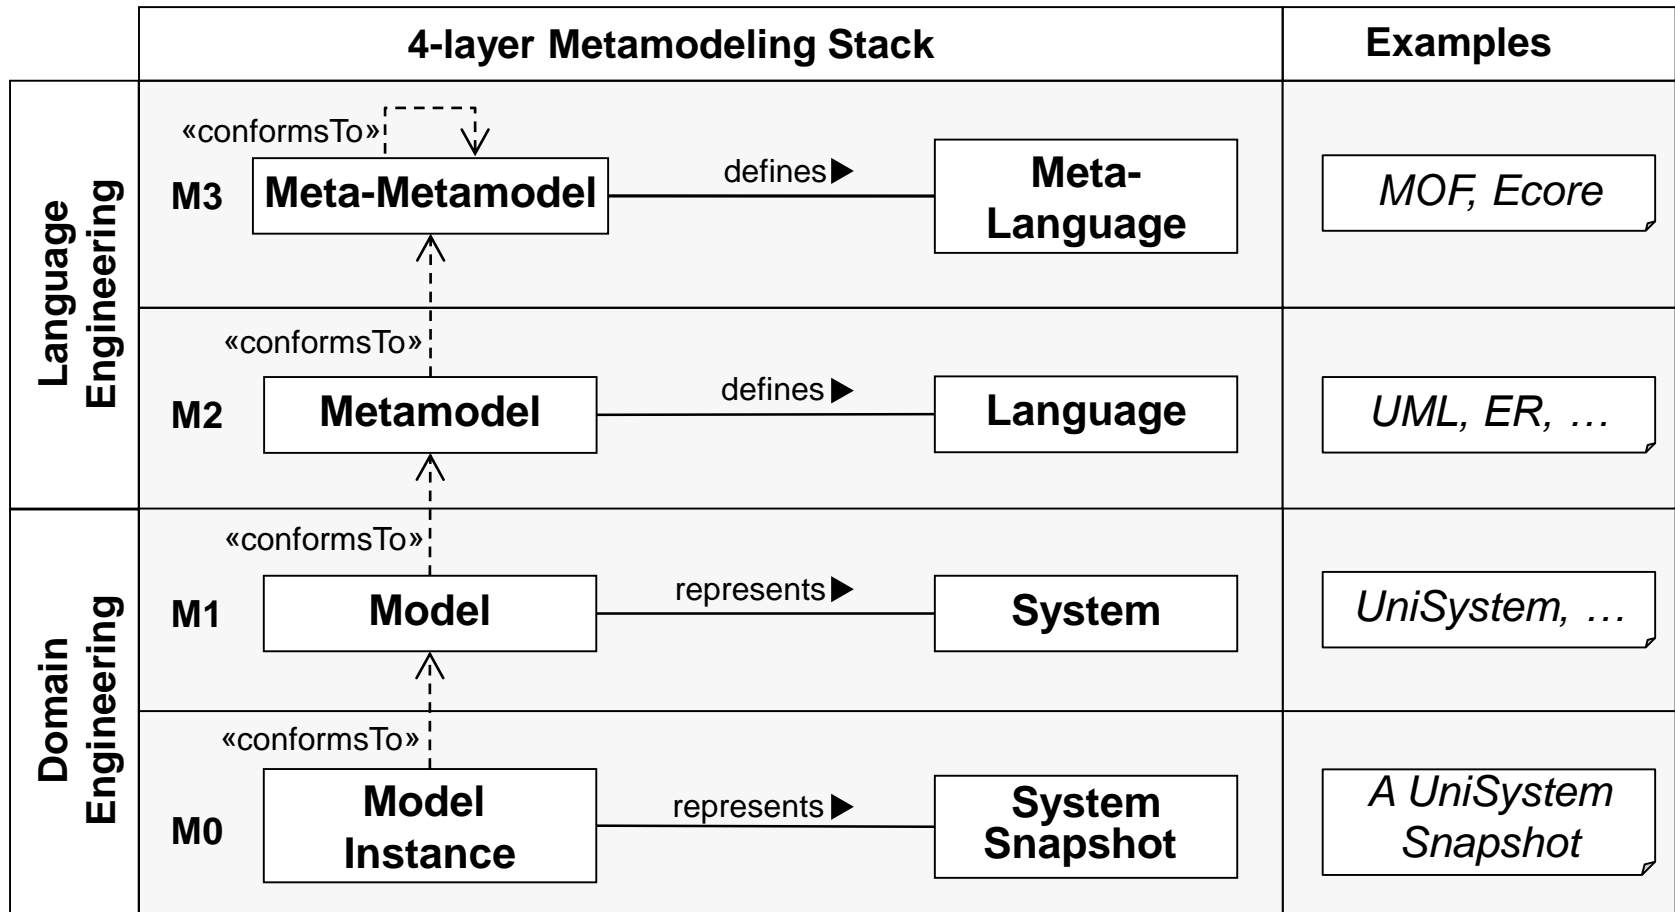 4-layer Metamodeling Stack
Examples
Language
Engineering
«conformsTo»
M3
Meta-Metamodel
defines▶
Meta-
Language
MOF, Ecore
«conformsTo»
M2
Metamodel
defines▶
Language
UML, ER, …
Domain
Engineering
«conformsTo»
M1
Model
represents▶
System
UniSystem, …
«conformsTo»
M0
Model
Instance
represents▶
System
Snapshot
A UniSystem
Snapshot